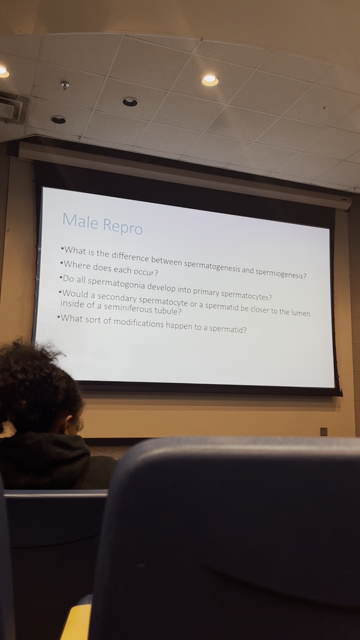 Male Repro
•What is the difference between spermatogenesis and spermiogenesis?
•Where does each occur?
•Do all spermatogonia develop into primary spermatocytes?
•Would a secondary spermatocyte or a spermatid be closer to the lumen
inside of a seminiferous tubule?
•What sort of modifications happen to a spermatid?